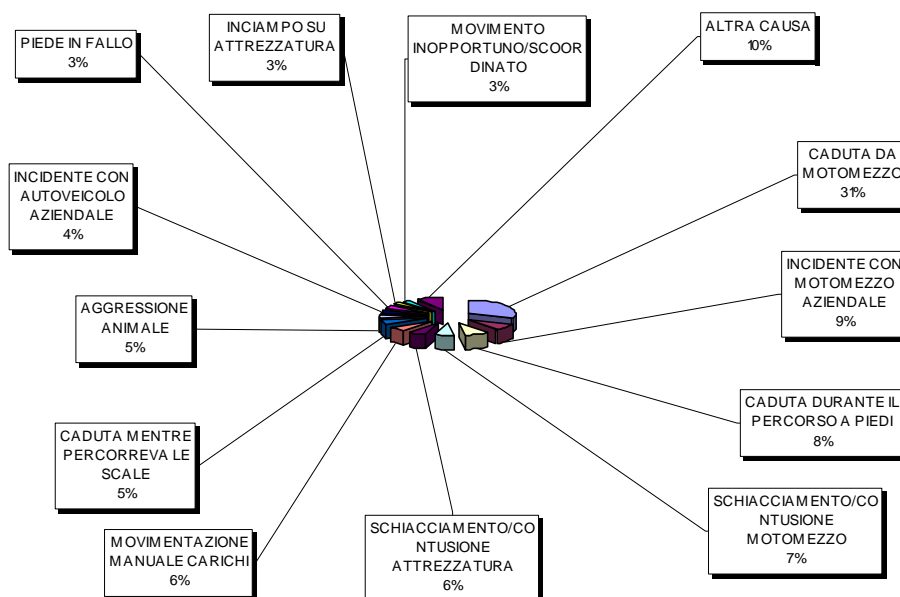 PIEDE IN FALLO
3%
INCIAMPO SU
ATTREZZATURA
3%
MOVIMENTO
INOPPORTUNO/SCOOR
DINATO
3%
ALTRA CAUSA
10%
CADUTA DA
MOTOMEZZO
31%
INCIDENTE CON
MOTOMEZZO
AZIENDALE
9%
CADUTA DURANTE IL
PERCORSO A PIEDI
8%
SCHIACCIAMENTO/CO
NTUSIONE
MOTOMEZZO
7%
SCHIACCIAMENTO/CO
NTUSIONE
ATTREZZATURA
6%
MOVIMENTAZIONE
MANUALE CARICHI
6%
CADUTA MENTRE
PERCORREVA LE
SCALE
5%
AGGRESSIONE
ANIMALE
5%
INCIDENTE CON
AUTOVEICOLO
AZIENDALE
4%